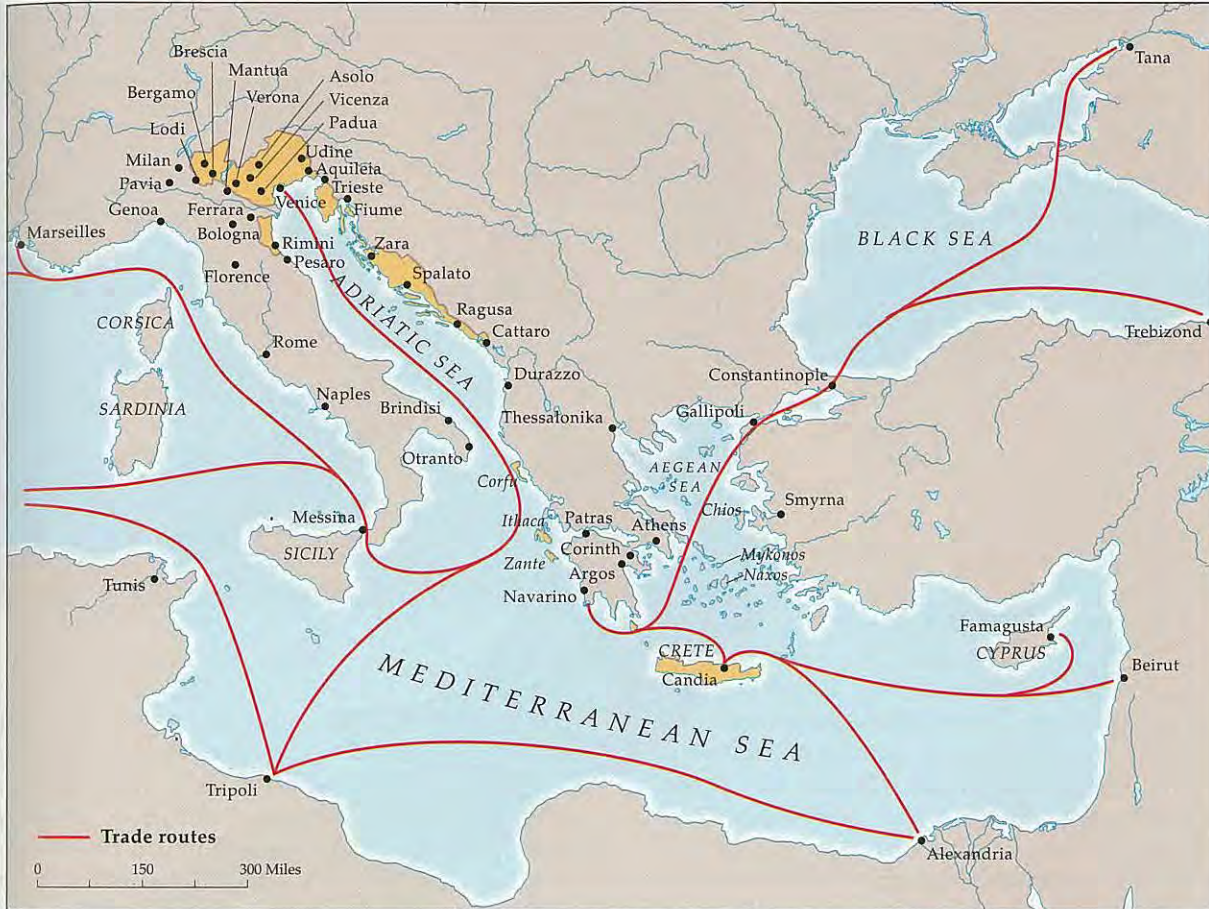 Brescia
Mantua
Asolo
Bergamo
Verona
Vicenza
Lodi
Padua
Milan
Udine
Aquileia
Pavia
Trieste
Venice
Genoa
Ferrara
Fiume
Marseilles
Bologna
Rimini
Zara
Florence
Pesaro
Spalato
CORSICA
ADRIATIC SEA
Ragusa
Cattaro
Rome
SARDINIA
Naples
Brindisi
Durazzo
Thessalonika
Otranto
Corfu
Tana
BLACK SEA
Trebizond
Constantinople
Gallipoli
AEGEAN
SEA
Smyrna
Chios
Messina
Ithaca
Patras
Athens
SICILY
Corinth
Mykonos
Zante
Argos
Naxos
Tunis
Navarino
Famagusta
CRETE
CYPRUS
Candia
Beirut
MEDITERRANEAN SEA
Tripoli
Alexandria
Trade routes
0 150 300 Miles